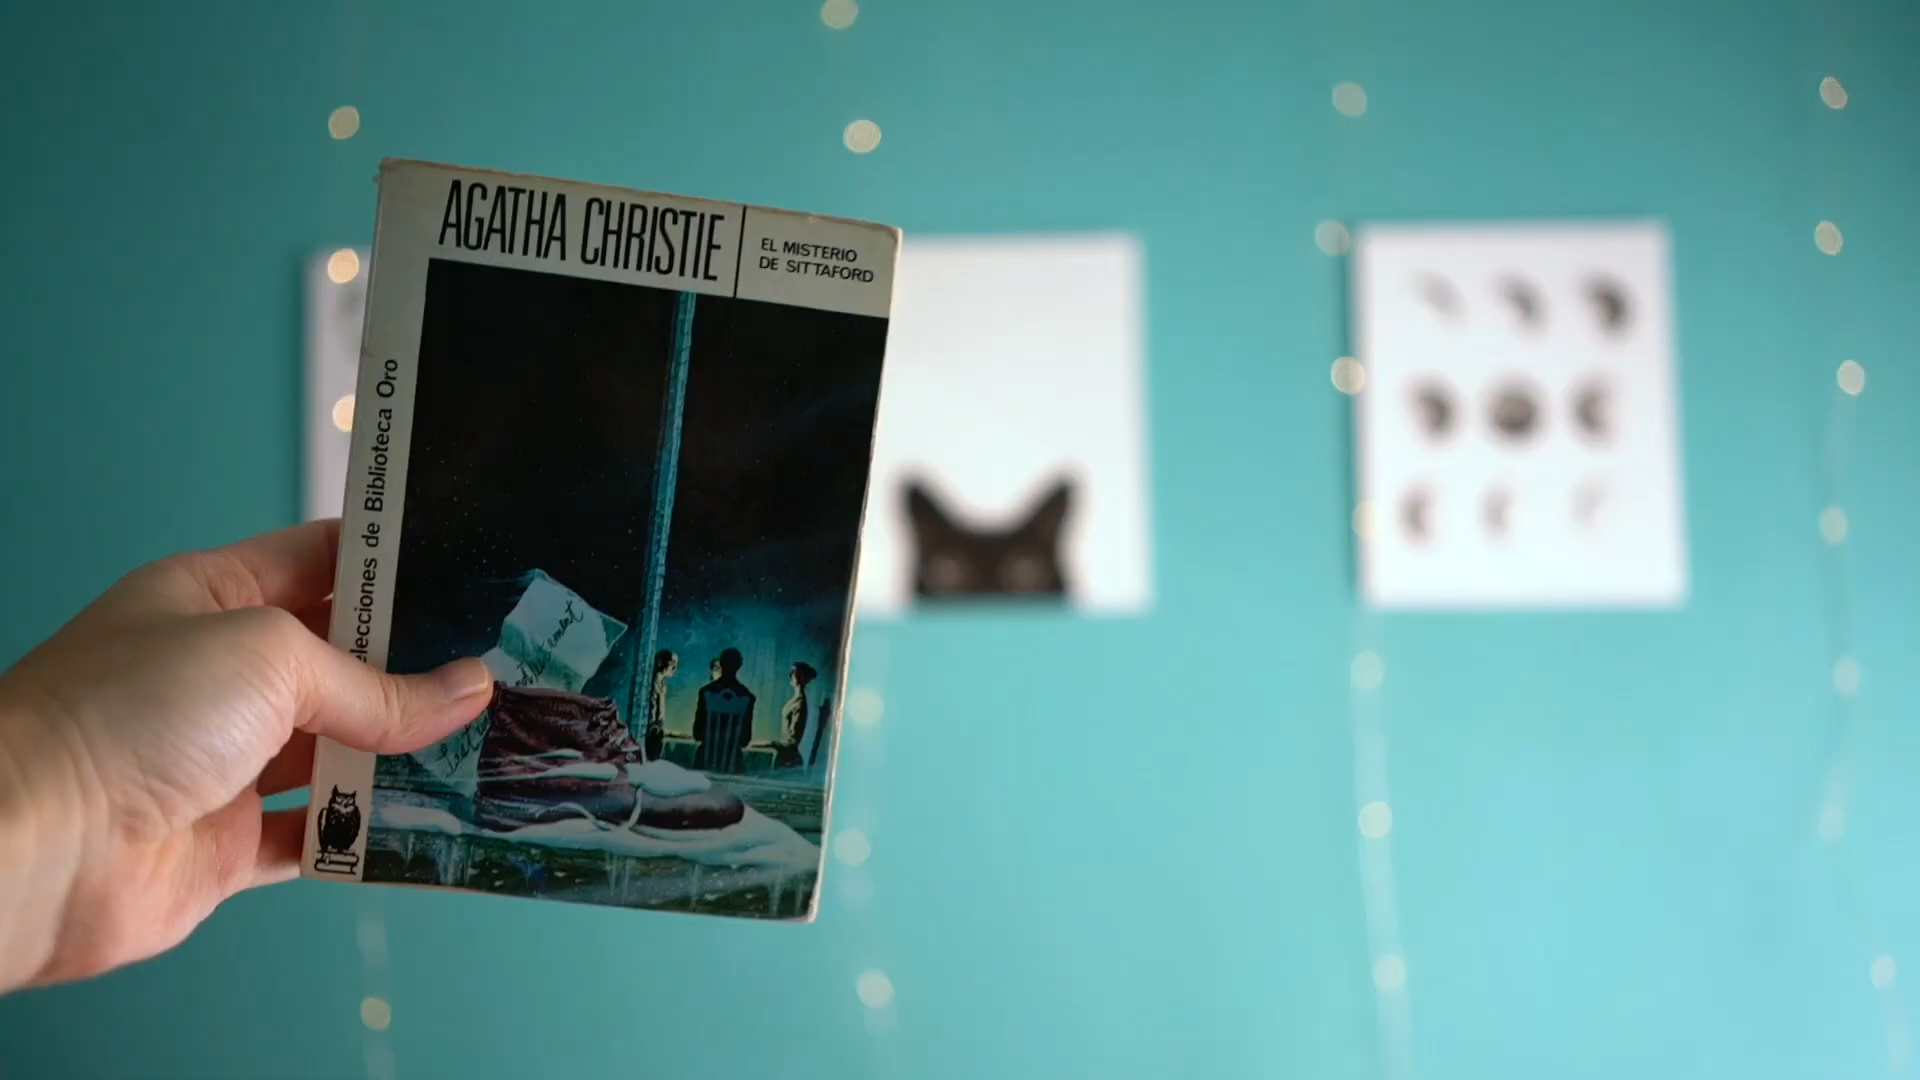 AGATHA CHRISTIE
EL MISTERIO
DE SITTAFORD
elecciones de Biblioteca Oro